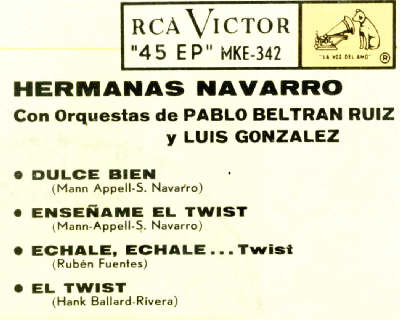 RCA VICTOR
"45 EP" MKE-342
"LA VOZ DEL AMO" ®
HERMANAS NAVARRO
Con Orquestas de PABLO BELTRAN RUIZ
y LUIS GONZALEZ
• DULCE BIEN
(Mann Appell-S. Navarro)
• ENSEÑAME EL TWIST
(Mann-Appell-S. Navarro)
• ECHALE, ECHALE...Twist
(Rubén Fuentes)
• EL TWIST
(Hank Ballard-Rivera)